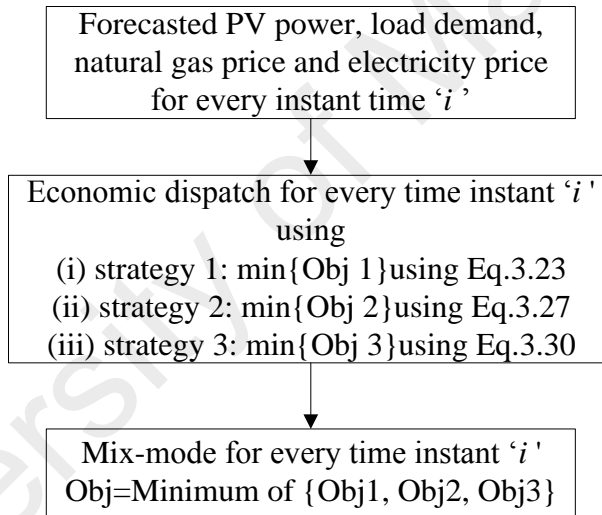 Forecasted PV power, load demand,
natural gas price and electricity price
for every instant time ‘i ’
Economic dispatch for every time instant ‘i '
using
(i) strategy 1: min{Obj 1}using Eq.3.23
(ii) strategy 2: min{Obj 2}using Eq.3.27
(iii) strategy 3: min{Obj 3}using Eq.3.30
Mix-mode for every time instant ‘i '
Obj=Minimum of {Obj1, Obj2, Obj3}
ersity of Ma